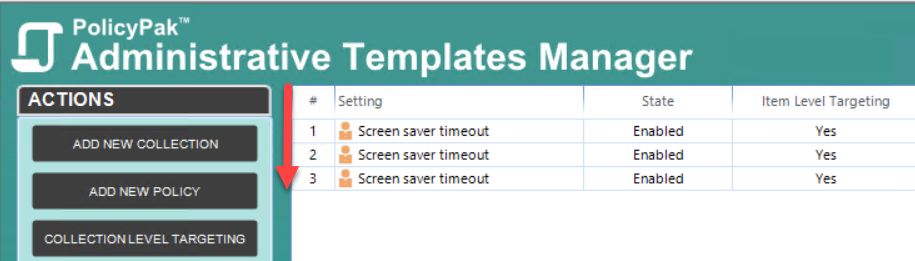 PolicyPak™
Administrative Templates Manager
ACTIONS
ADD NEW COLLECTION
ADD NEW POLICY
COLLECTION LEVEL TARGETING
# Setting State Item Level Targeting
1 Screen saver timeout Enabled Yes
2 Screen saver timeout Enabled Yes
3 Screen saver timeout Enabled Yes